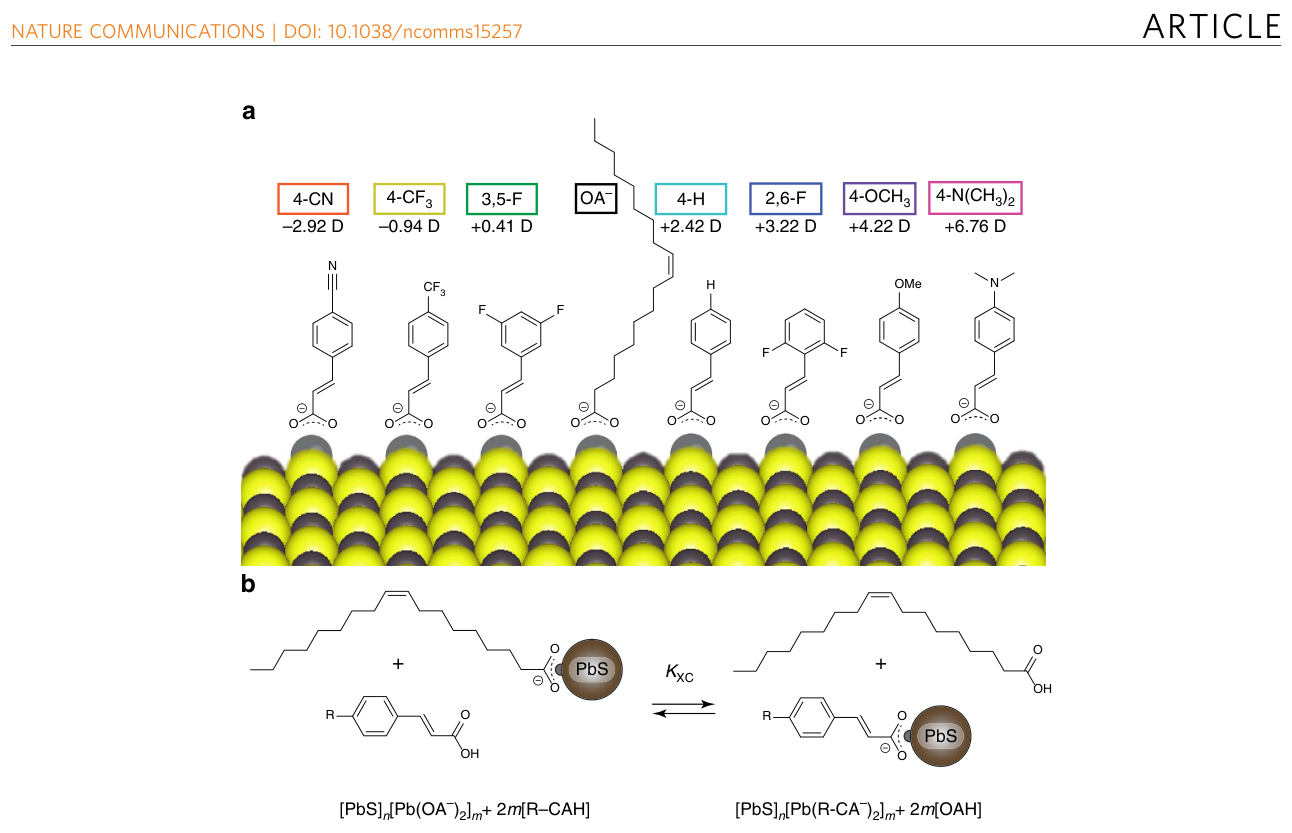 NATURE COMMUNICATIONS | DOI: 10.1038/ncomms15257
ARTICLE
a
4-CN 4-CF₃ 3,5-F OA⁻ 4-H 2,6-F 4-OCH₃ 4-N(CH₃)₂
–2.92 D –0.94 D +0.41 D +2.42 D +3.22 D +4.22 D +6.76 D
N CF₃ F F H F F OMe N
⊖ O O ⊖ O O ⊖ O O ⊖ O O ⊖ O O ⊖ O O ⊖ O O ⊖ O O
b
+ O ⊖ O PbS
R O OH
K_XC
+ O OH
R O ⊖ O PbS
[PbS]ₙ[Pb(OA⁻)₂]ₘ+ 2m[R–CAH]
[PbS]ₙ[Pb(R-CA⁻)₂]ₘ+ 2m[OAH]